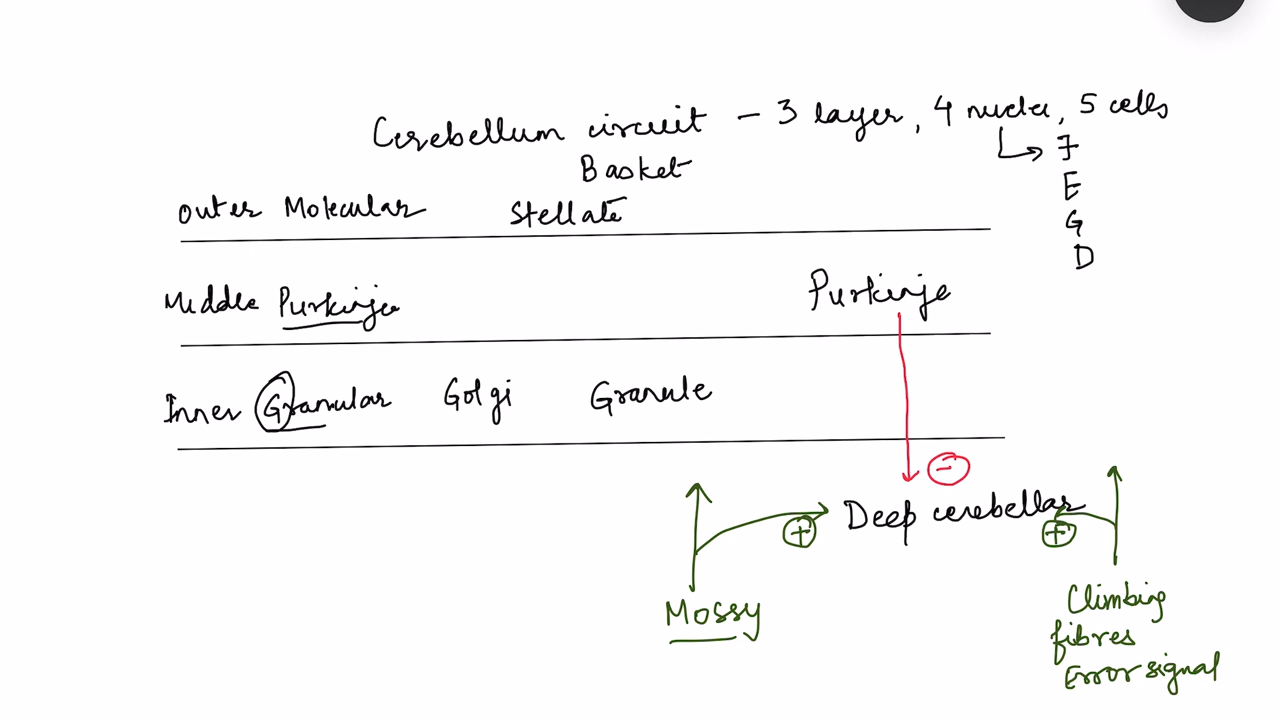 Cerebellum circuit - 3 layer, 4 nuclei, 5 cells
Basket
F
E
Outer Molecular Stellate
G
D
Middle Purkinje Purkinje
Inner Granular Golgi Granule
-
Deep cerebellar
+ +
Mossy
Climbing
fibres
Error signal